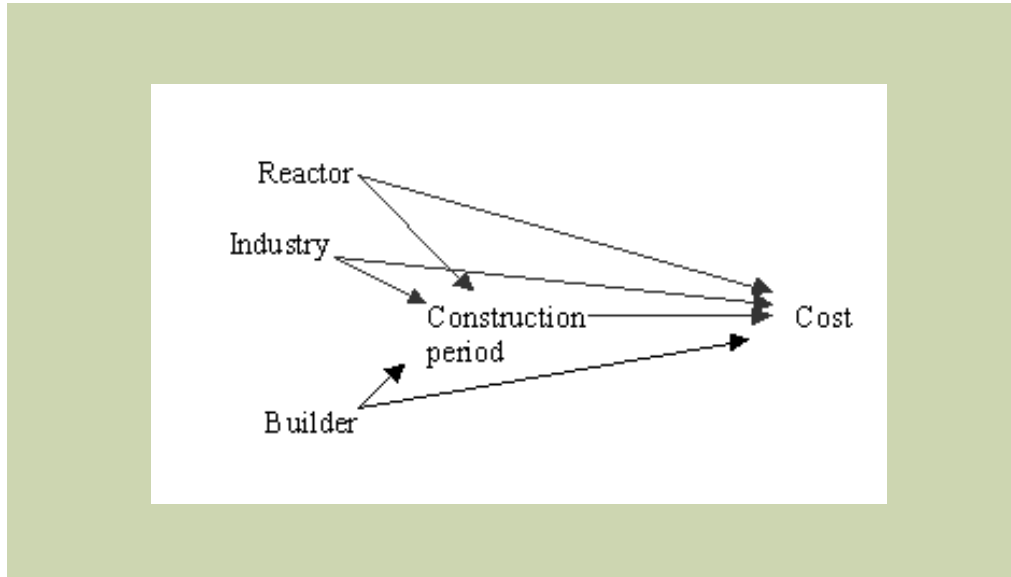 Reactor
Industry
Construction
period
Cost
Builder